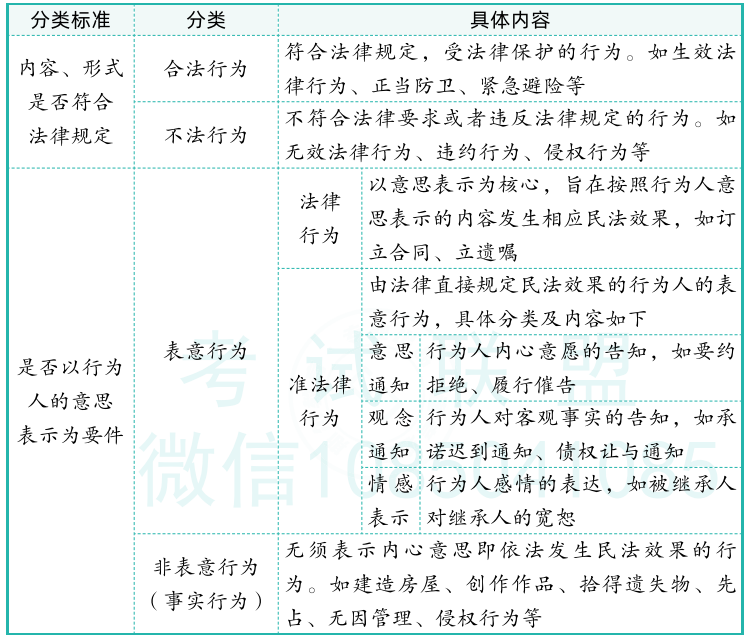 分类标准 分类 具体内容
内容、形式
是否符合
法律规定
合法行为
符合法律规定，受法律保护的行为。如生效法
律行为、正当防卫、紧急避险等
不法行为
不符合法律要求或者违反法律规定的行为。如
无效法律行为、违约行为、侵权行为等
是否以行为
人的意思
表示为要件
表意行为
法律
行为
以意思表示为核心，旨在按照行为人意
思表示的内容发生相应民法效果，如订
立合同、立遗嘱
准法律
行为
由法律直接规定民法效果的行为人的表
意行为，具体分类及内容如下
意思
通知
行为人内心意愿的告知，如要约
拒绝、履行催告
观念
通知
行为人对客观事实的告知，如承
诺迟到通知、债权让与通知
情感
表示
行为人感情的表达，如被继承人
对继承人的宽恕
非表意行为
（事实行为）
无须表示内心意思即依法发生民法效果的行
为。如建造房屋、创作作品、拾得遗失物、先
占、无因管理、侵权行为等
考试联盟
微信1085041085